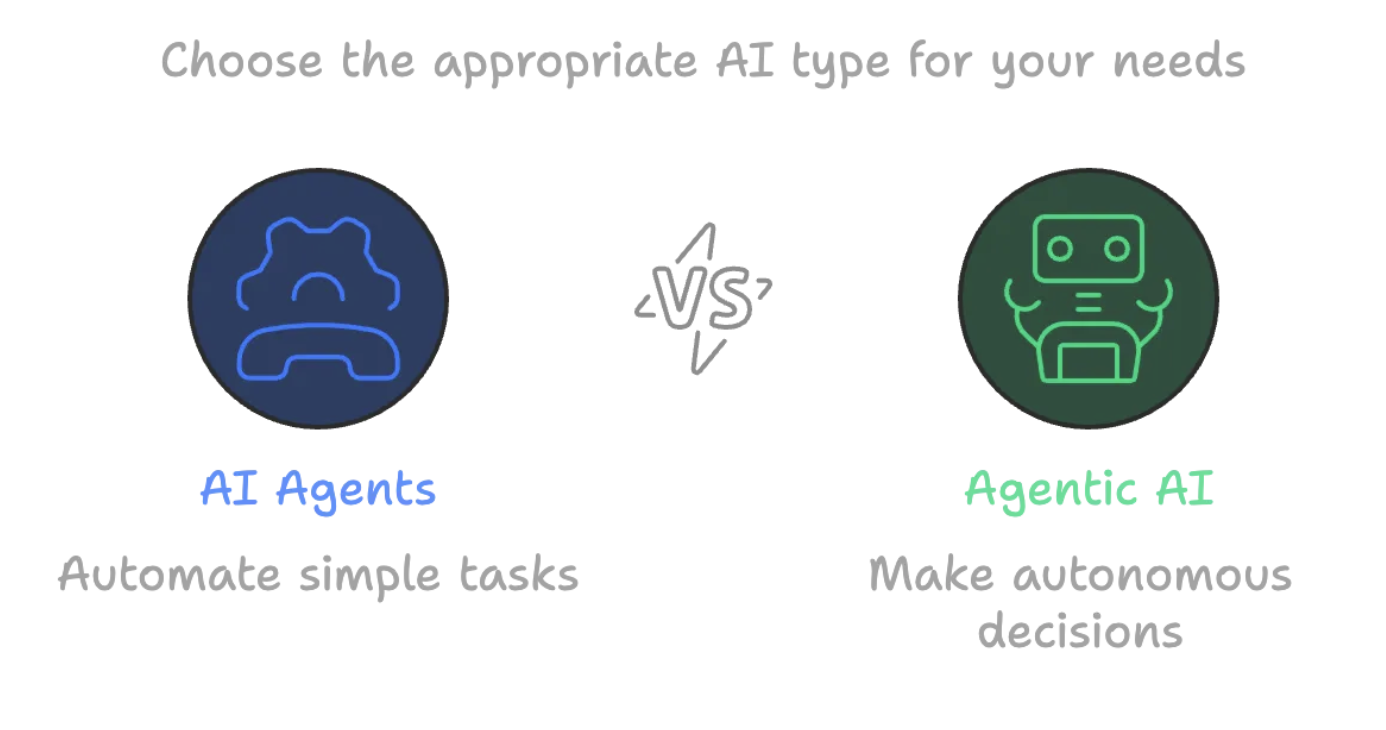 Choose the appropriate AI type for your needs
VS
AI Agents
Agentic AI
Automate simple tasks
Make autonomous
decisions